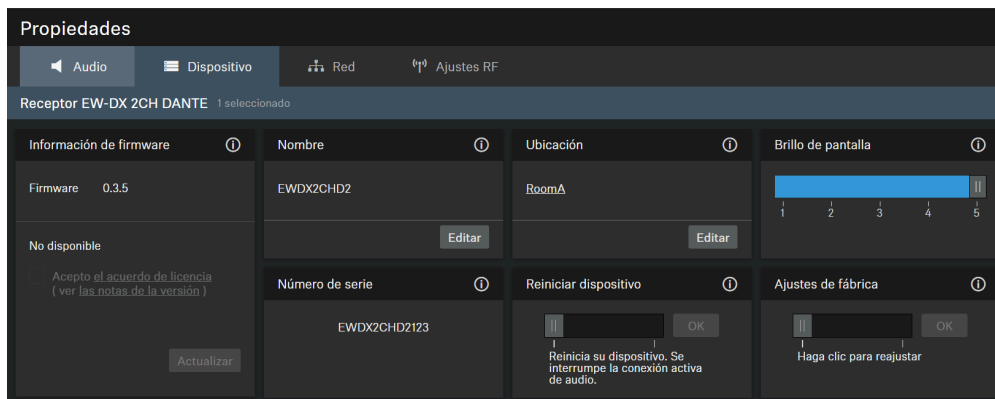 Propiedades
Audio
Dispositivo
Red
Ajustes RF
Receptor EW-DX 2CH DANTE 1 seleccionado
Información de firmware
Firmware 0.3.5
No disponible
Acepto el acuerdo de licencia
( ver las notas de la versión )
Actualizar
Nombre
EWDX2CHD2
Editar
Ubicación
RoomA
Editar
Brillo de pantalla
1 2 3 4 5
Número de serie
EWDX2CHD2123
Reiniciar dispositivo
OK
Reinicia su dispositivo. Se
interrumpe la conexión activa
de audio.
Ajustes de fábrica
OK
Haga clic para reajustar